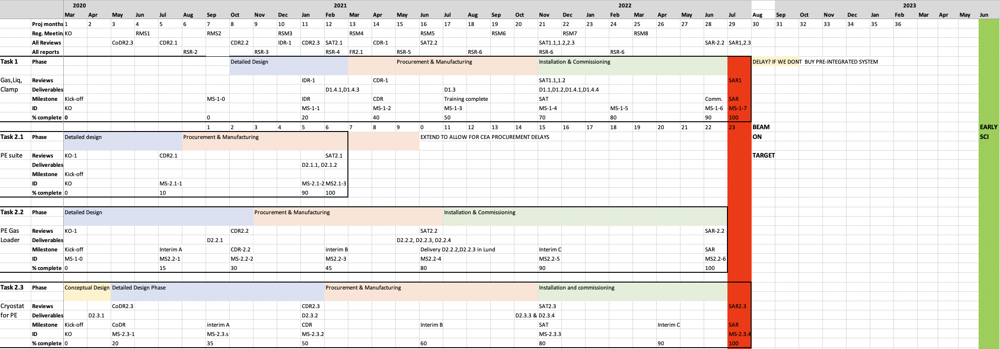 2020 2021 2022 2023
Mar Apr May Jun Jul Aug Sep Oct Nov Dec Jan Feb Mar Apr May Jun Jul Aug Sep Oct Nov Dec Jan Feb Mar Apr May Jun Jul Aug Sep Oct Nov Dec Jan Feb Mar Apr May Jun
Proj months 1 2 3 4 5 6 7 8 9 10 11 12 13 14 15 16 17 18 19 20 21 22 23 24 25 26 27 28 29 30 31 32 33 34 35 36
Reg. Meetin KO RMS1 RMS2 RSM3 RSM4 RSM5 RSM6 RSM7 RSM8
All Reviews CoDR2.3 CDR2.1 CDR2.2 IDR-1 CDR2.3 SAT2.1 CDR-1 SAT2.2 SAT1.1,1.2,2.3 SAR-2.2 SAR1,2.3
All reports RSR-2 RSR-3 RSR-4 FR2.1 RSR-5 RSR-6 RSR-6 RSR-6
Task 1 Phase Detailed Design Procurement & Manufacturing Installation & Commissioning DELAY? IF WE DONT BUY PRE-INTEGRATED SYSTEM
Gas,Liq, Reviews IDR-1 CDR-1 SAT1.1,1.2 SAR1
Clamp Deliverables D1.4.1,D1.4.3 D1.3 D1.1,D1.2,D1.4.1,D1.4.4
Milestone Kick-off MS-1-0 IDR CDR Training complete SAT Comm. SAR
ID KO MS-1-1 MS-1-2 MS-1-3 MS-1-4 MS-1-5 MS-1-6 MS-1-7
% complete 0 0 20 40 50 70 80 90 100
1 2 3 4 5 6 7 8 9 0 11 12 13 14 15 16 17 18 19 20 21 22 23 BEAM EARLY
Task 2.1 Phase Detailed design Procurement & Manufacturing EXTEND TO ALLOW FOR CEA PROCUREMENT DELAYS ON SCI
PE suite Reviews KO-1 CDR2.1 SAT2.1 TARGET
Deliverables D2.1.1, D2.1.2
Milestone Kick-off
ID KO MS-2.1-1 MS-2.1-2 MS2.1-3
% complete 0 10 90 100
Task 2.2 Phase Detailed Design Procurement & Manufacturing Installation & Commissioning
PE Gas Reviews KO-1 CDR2.2 SAT2.2 SAR-2.2
Loader Deliverables D2.2.1 D2.2.2, D2.2.3, D2.2.4
Milestone Kick-off Interim A CDR-2.2 interim B Delivery D2.2.2,D2.2.3 in Lund Interim C SAR
ID MS-1-0 MS2.2-1 MS-2.2-2 MS2.2-3 MS2.2-4 MS2.2-5 MS2.2-6
% complete 0 15 30 45 80 90 100
Task 2.3 Phase Conceptual Design Detailed Design Phase Procurement & Manufacturing Installation and commissioning
Cryostat Reviews CoDR2.3 CDR2.3 SAT2.3 SAR2.3
for PE Deliverables D2.3.1 D2.3.2 D2.3.3 & D2.3.4
Milestone Kick-off CoDR interim A CDR Interim B SAT Interim C SAR
ID KO MS-2.3-1 MS-2.3.s MS-2.3.2 MS-2.3.3 MS-2.3.4
% complete 0 20 35 50 60 80 90 100